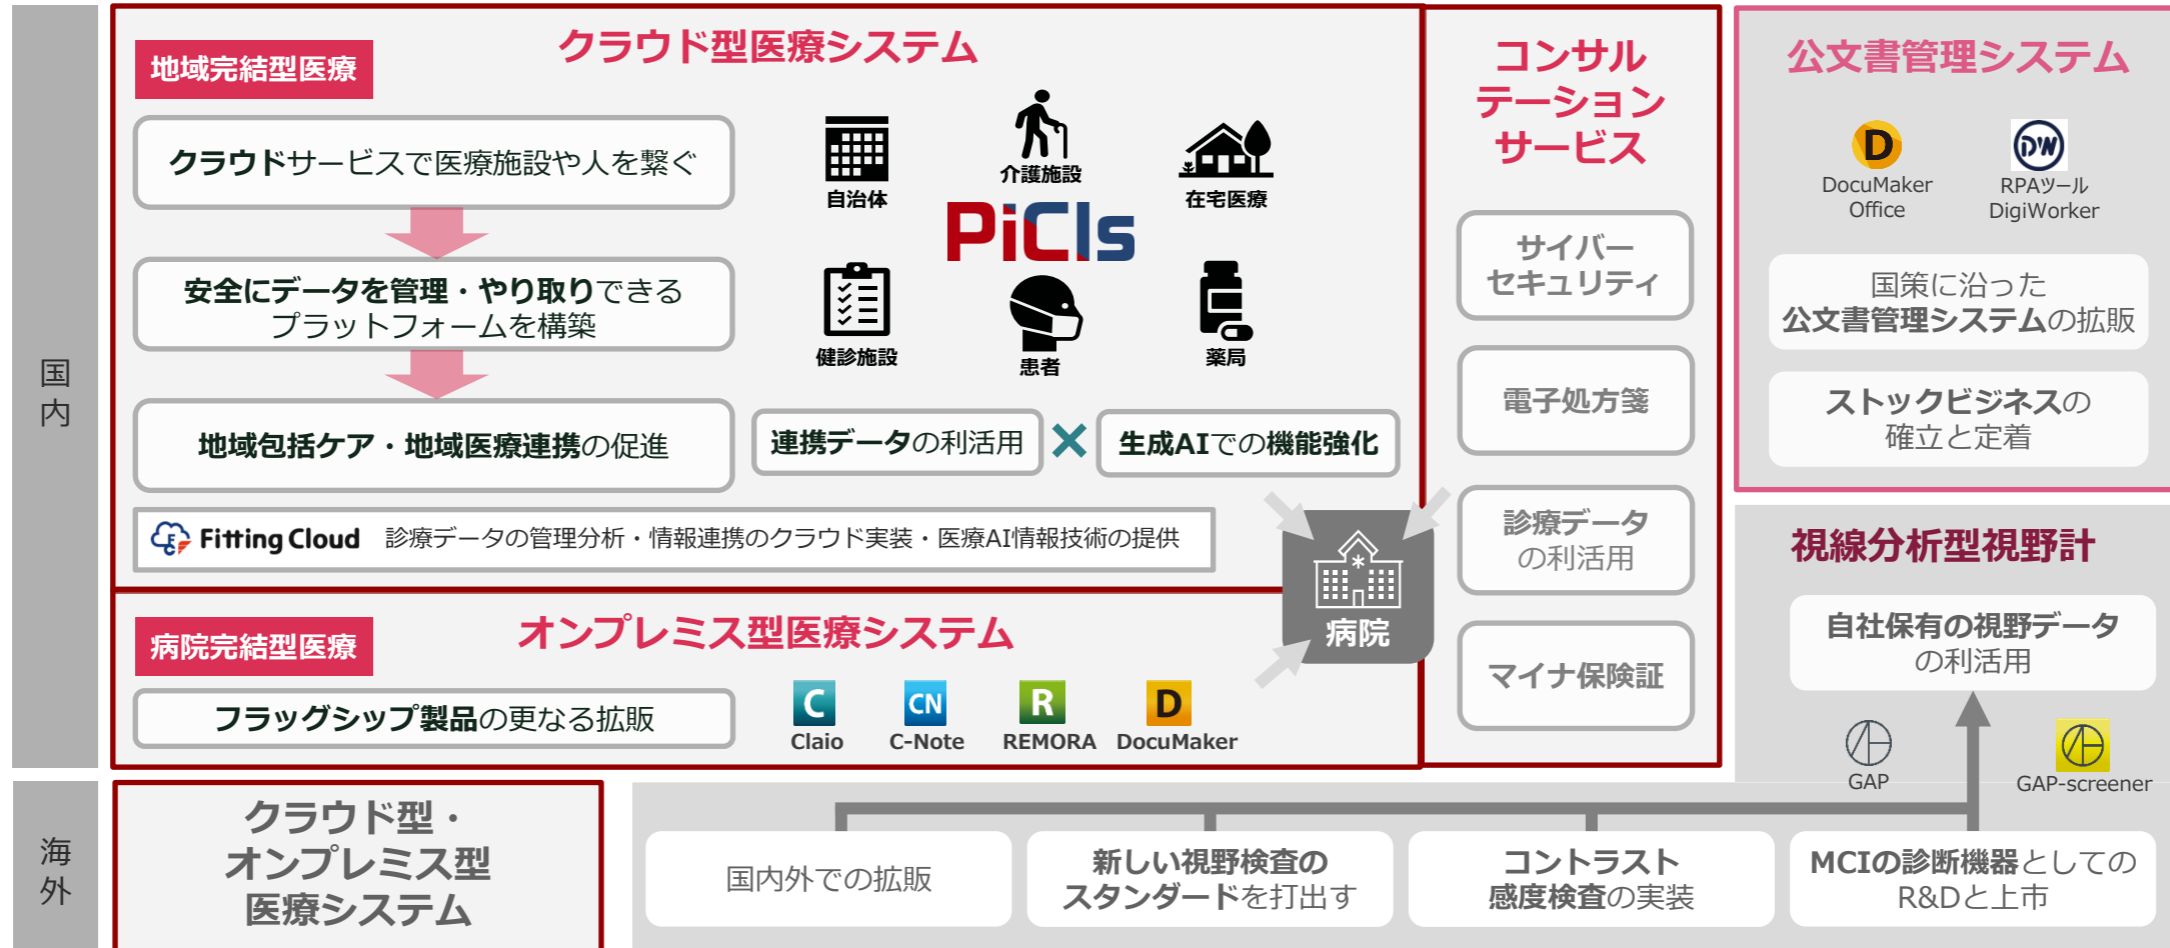 国内
クラウド型医療システム
地域完結型医療
クラウドサービスで医療施設や人を繋ぐ
安全にデータを管理・やり取りできる
プラットフォームを構築
地域包括ケア・地域医療連携の促進
自治体
介護施設
在宅医療
PiCls
健診施設
患者
薬局
連携データの利活用
×
生成AIでの機能強化
Fitting Cloud 診療データの管理分析・情報連携のクラウド実装・医療AI情報技術の提供
病院
病院完結型医療
オンプレミス型医療システム
フラッグシップ製品の更なる拡販
C
Claio
CN
C-Note
R
REMORA
D
DocuMaker
コンサル
テーション
サービス
サイバー
セキュリティ
電子処方箋
診療データ
の利活用
マイナ保険証
公文書管理システム
D
DocuMaker
Office
DW
RPAツール
DigiWorker
国策に沿った
公文書管理システムの拡販
ストックビジネスの
確立と定着
視線分析型視野計
自社保有の視野データ
の利活用
GAP
GAP-screener
海外
クラウド型・
オンプレミス型
医療システム
国内外での拡販
新しい視野検査の
スタンダードを打出す
コントラスト
感度検査の実装
MCIの診断機器としての
R&Dと上市